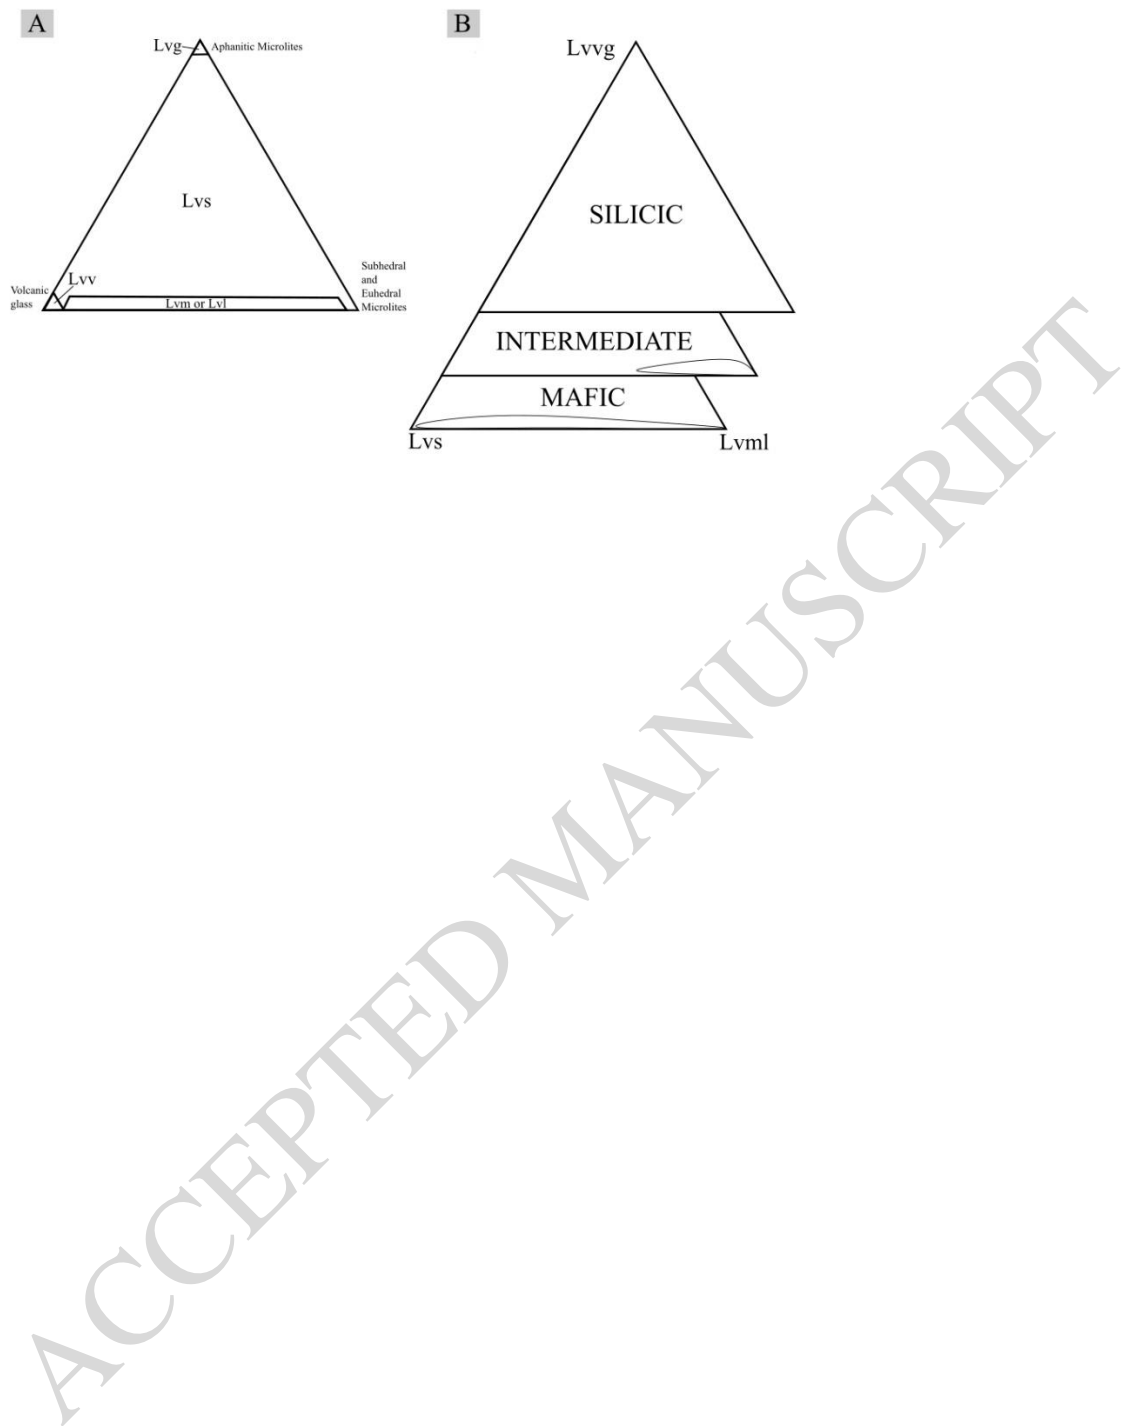 A
Lvg
Aphanitic Microlites
Lvs
Lvv
Volcanic
glass
Lvm or Lvl
Subhedral
and
Euhedral
Microlites
B
Lvvg
SILICIC
INTERMEDIATE
MAFIC
Lvs
Lvml
ACCEPTED MANUSCRIPT